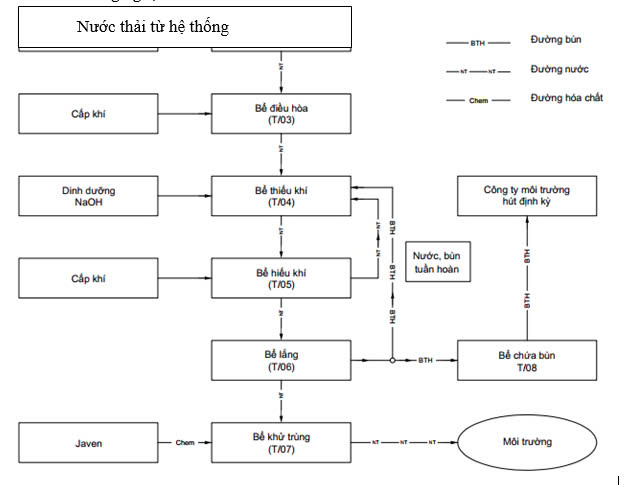 Nước thải từ hệ thống
BTH
Đường bùn
NT
NT
Đường nước
Chem
Đường hóa chất
NT
Cấp khí
Bể điều hòa
(T/03)
NT
Dinh dưỡng
NaOH
Bể thiếu khí
(T/04)
Công ty môi trường
hút định kỳ
NT
NT
NT
BTH
BTH
BTH
Nước, bùn
tuần hoàn
BTH
BTH
Cấp khí
Bể hiếu khí
(T/05)
NT
Bể lắng
(T/06)
BTH
Bể chứa bùn
T/08
NT
Javen
Chem
Bể khử trùng
(T/07)
NT
NT
NT
Môi trường